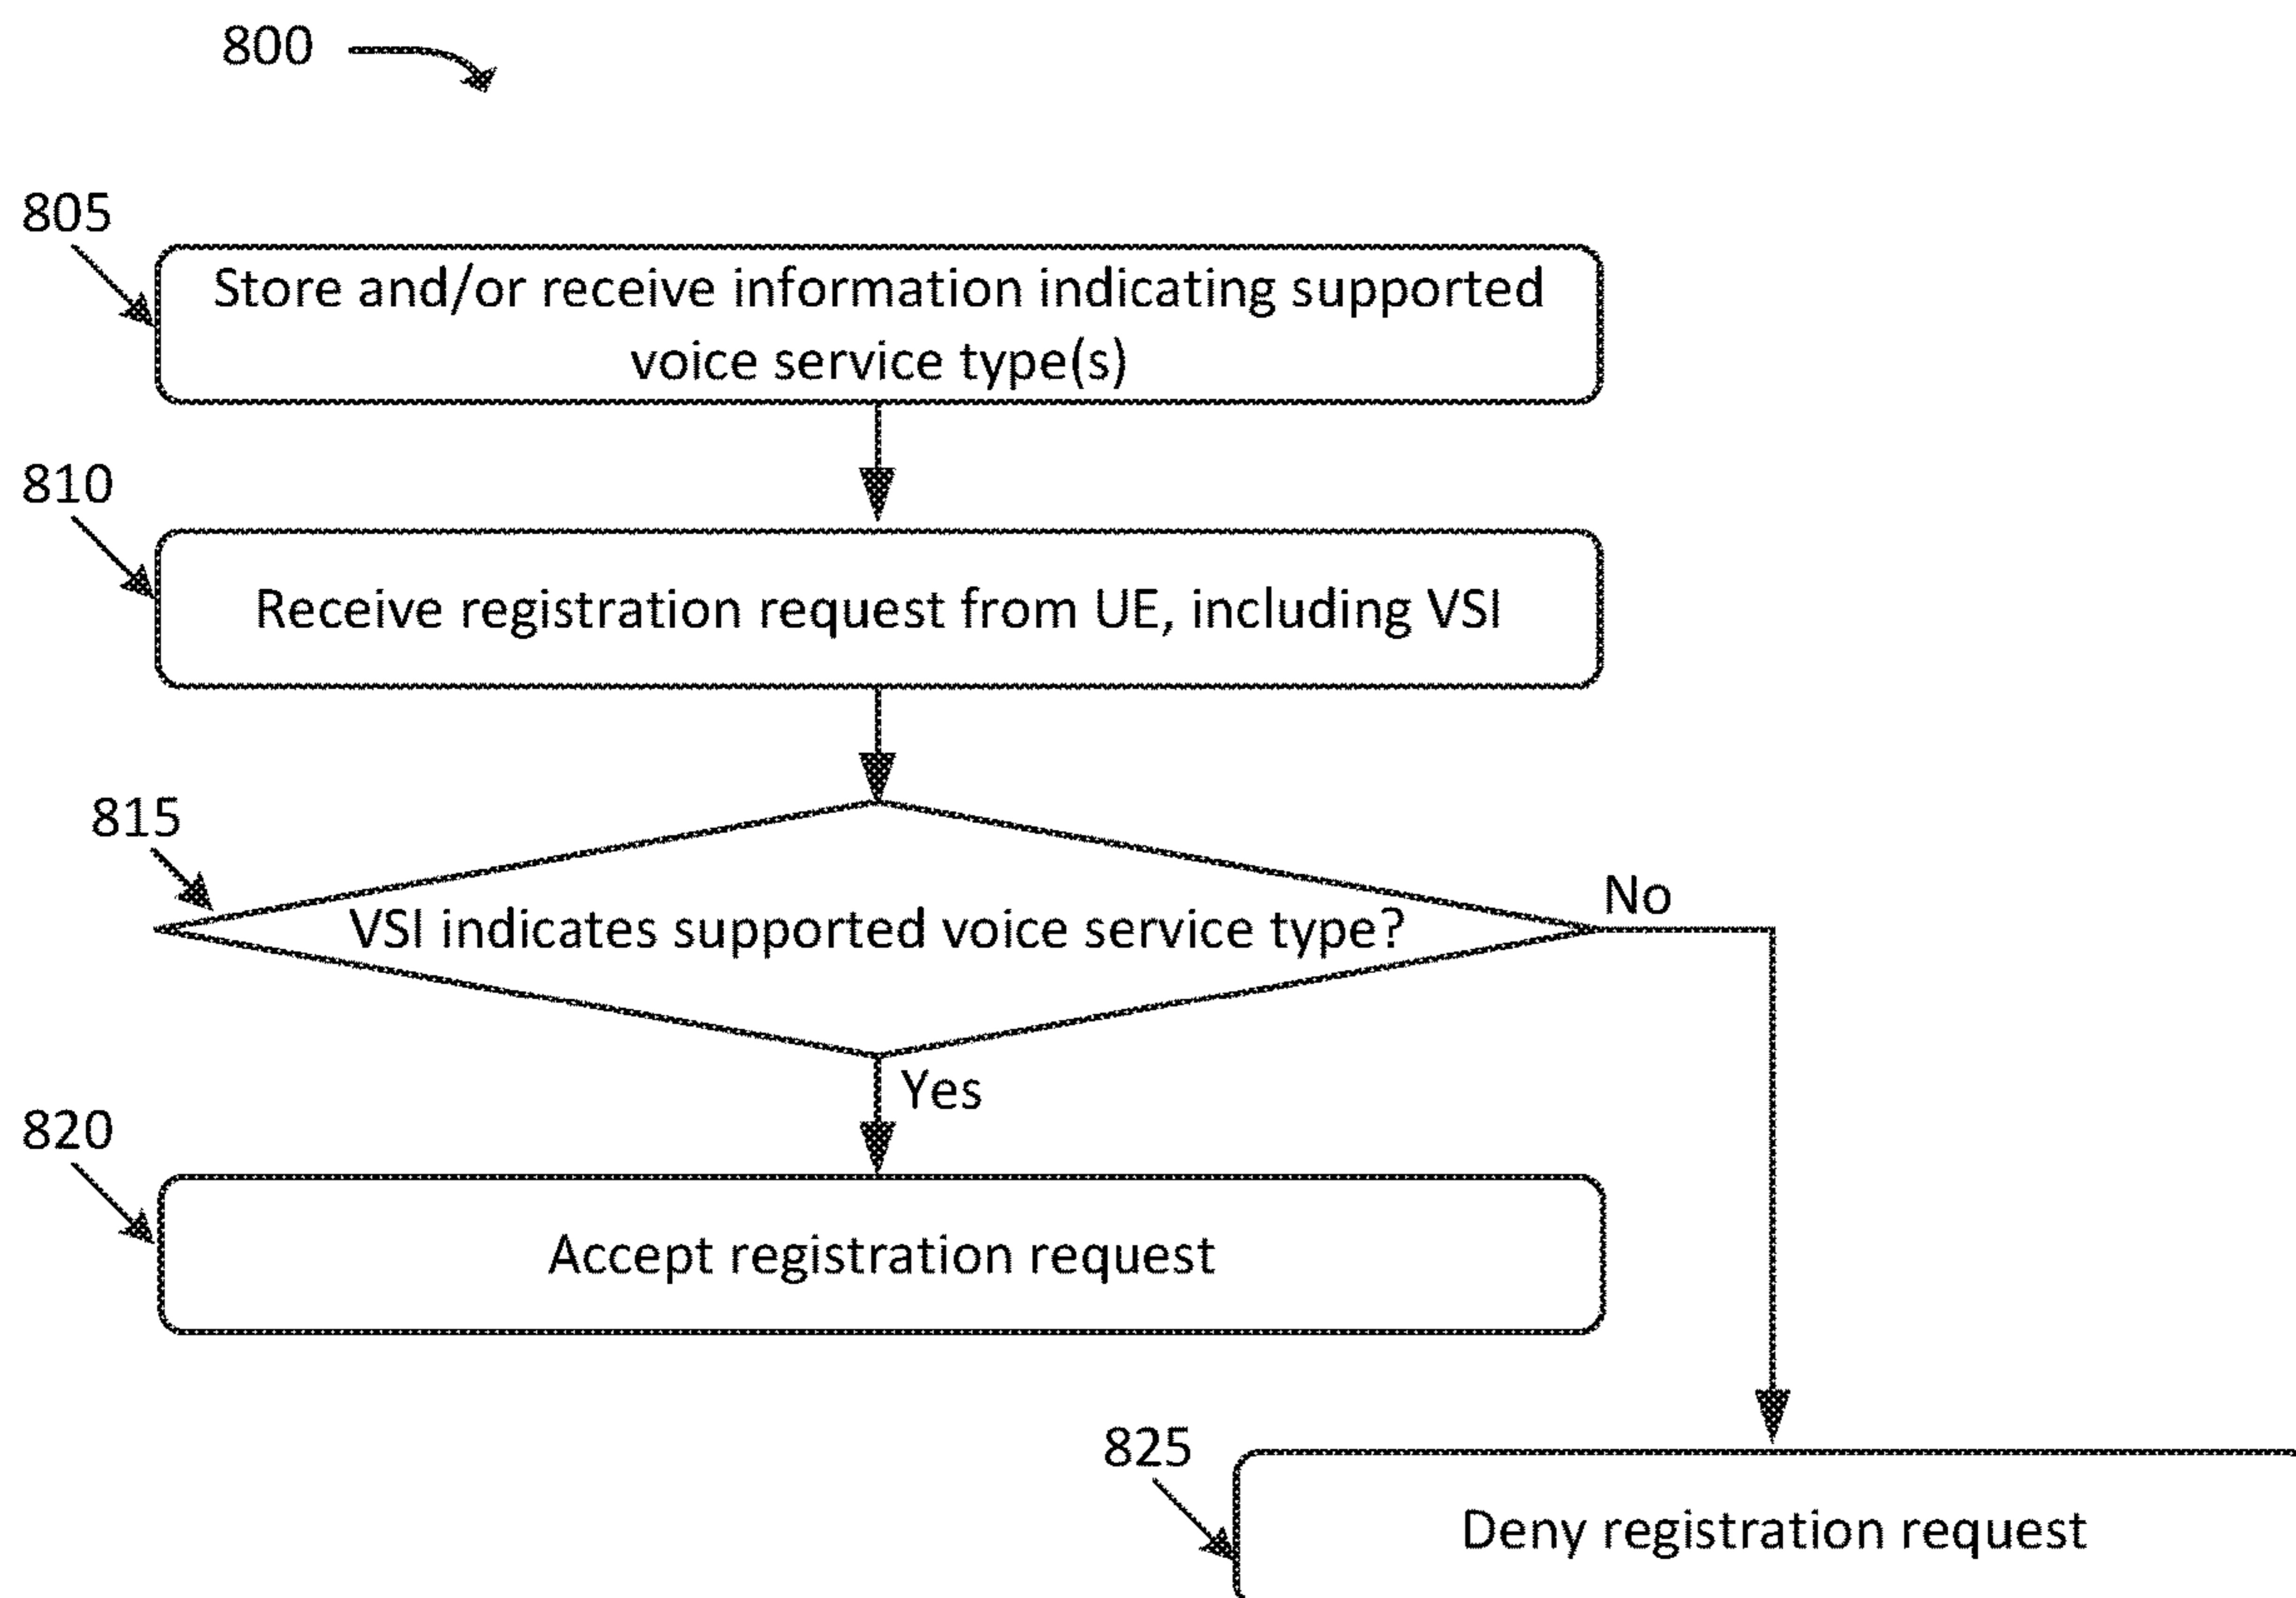 800
805
Store and/or receive information indicating supported
voice service type(s)
810
Receive registration request from UE, including VSI
815
VSI indicates supported voice service type?
No
Yes
820
Accept registration request
825
Deny registration request